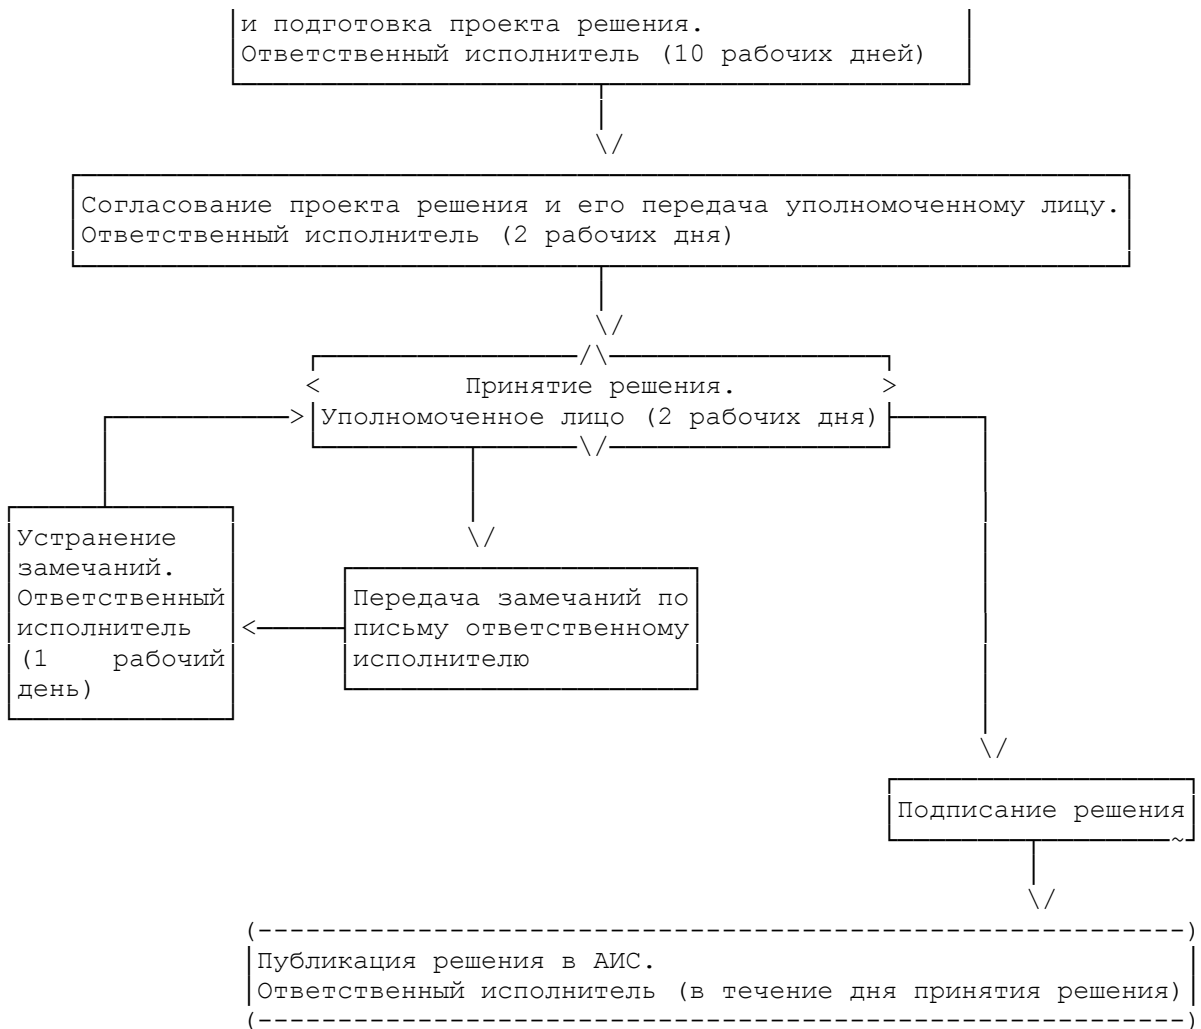 и подготовка проекта решения.
Ответственный исполнитель (10 рабочих дней)
Согласование проекта решения и его передача уполномоченному лицу.
Ответственный исполнитель (2 рабочих дня)
Принятие решения.
Уполномоченное лицо (2 рабочих дня)
Устранение
замечаний.
Ответственный
исполнитель
(1 рабочий
день)
Передача замечаний по
письму ответственному
исполнителю
Подписание решения
Публикация решения в АИС.
Ответственный исполнитель (в течение дня принятия решения)